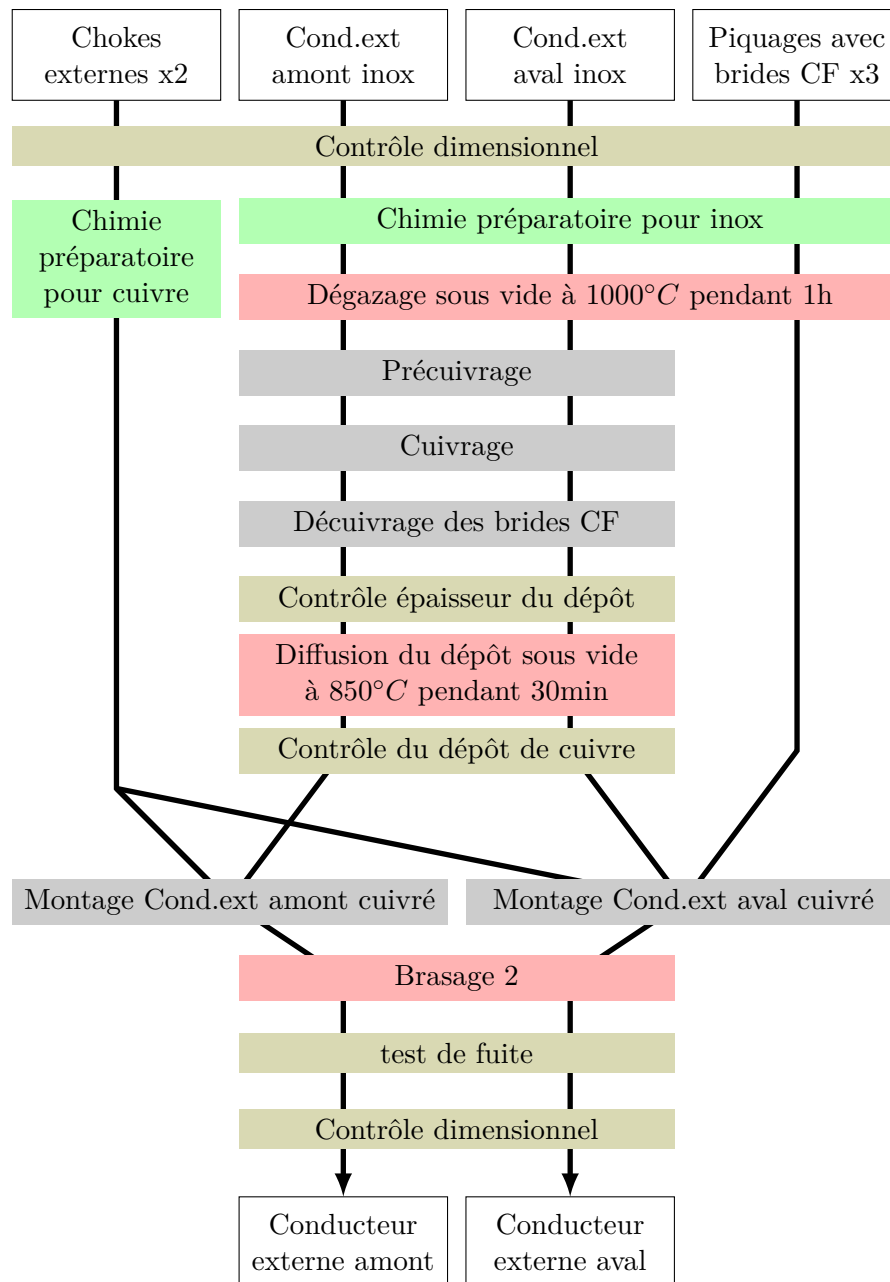 Chokes
externes x2
Cond.ext
amont inox
Cond.ext
aval inox
Piquages avec
brides CF x3
Contrôle dimensionnel
Chimie
préparatoire
pour cuivre
Chimie préparatoire pour inox
Dégazage sous vide à 1000°C pendant 1h
Précuivrage
Cuivrage
Décuivrage des brides CF
Contrôle épaisseur du dépôt
Diffusion du dépôt sous vide
à 850°C pendant 30min
Contrôle du dépôt de cuivre
Montage Cond.ext amont cuivré
Montage Cond.ext aval cuivré
Brasage 2
test de fuite
Contrôle dimensionnel
Conducteur
externe amont
Conducteur
externe aval